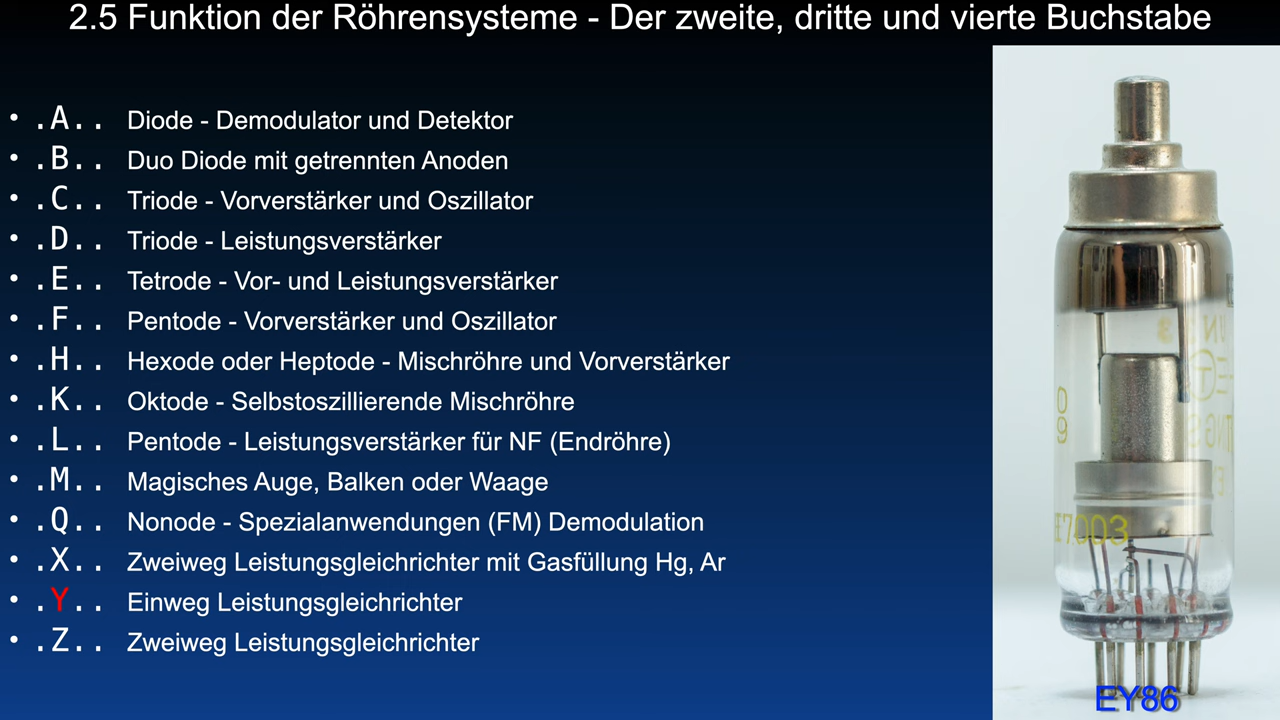 2.5 Funktion der Röhrensysteme - Der zweite, dritte und vierte Buchstabe
• .A.. Diode - Demodulator und Detektor
• .B.. Duo Diode mit getrennten Anoden
• .C.. Triode - Vorverstärker und Oszillator
• .D.. Triode - Leistungsverstärker
• .E.. Tetrode - Vor- und Leistungsverstärker
• .F.. Pentode - Vorverstärker und Oszillator
• .H.. Hexode oder Heptode - Mischröhre und Vorverstärker
• .K.. Oktode - Selbstoszillierende Mischröhre
• .L.. Pentode - Leistungsverstärker für NF (Endröhre)
• .M.. Magisches Auge, Balken oder Waage
• .Q.. Nonode - Spezialanwendungen (FM) Demodulation
• .X.. Zweiweg Leistungsgleichrichter mit Gasfüllung Hg, Ar
• .Y.. Einweg Leistungsgleichrichter
• .Z.. Zweiweg Leistungsgleichrichter
09
7003
EY86